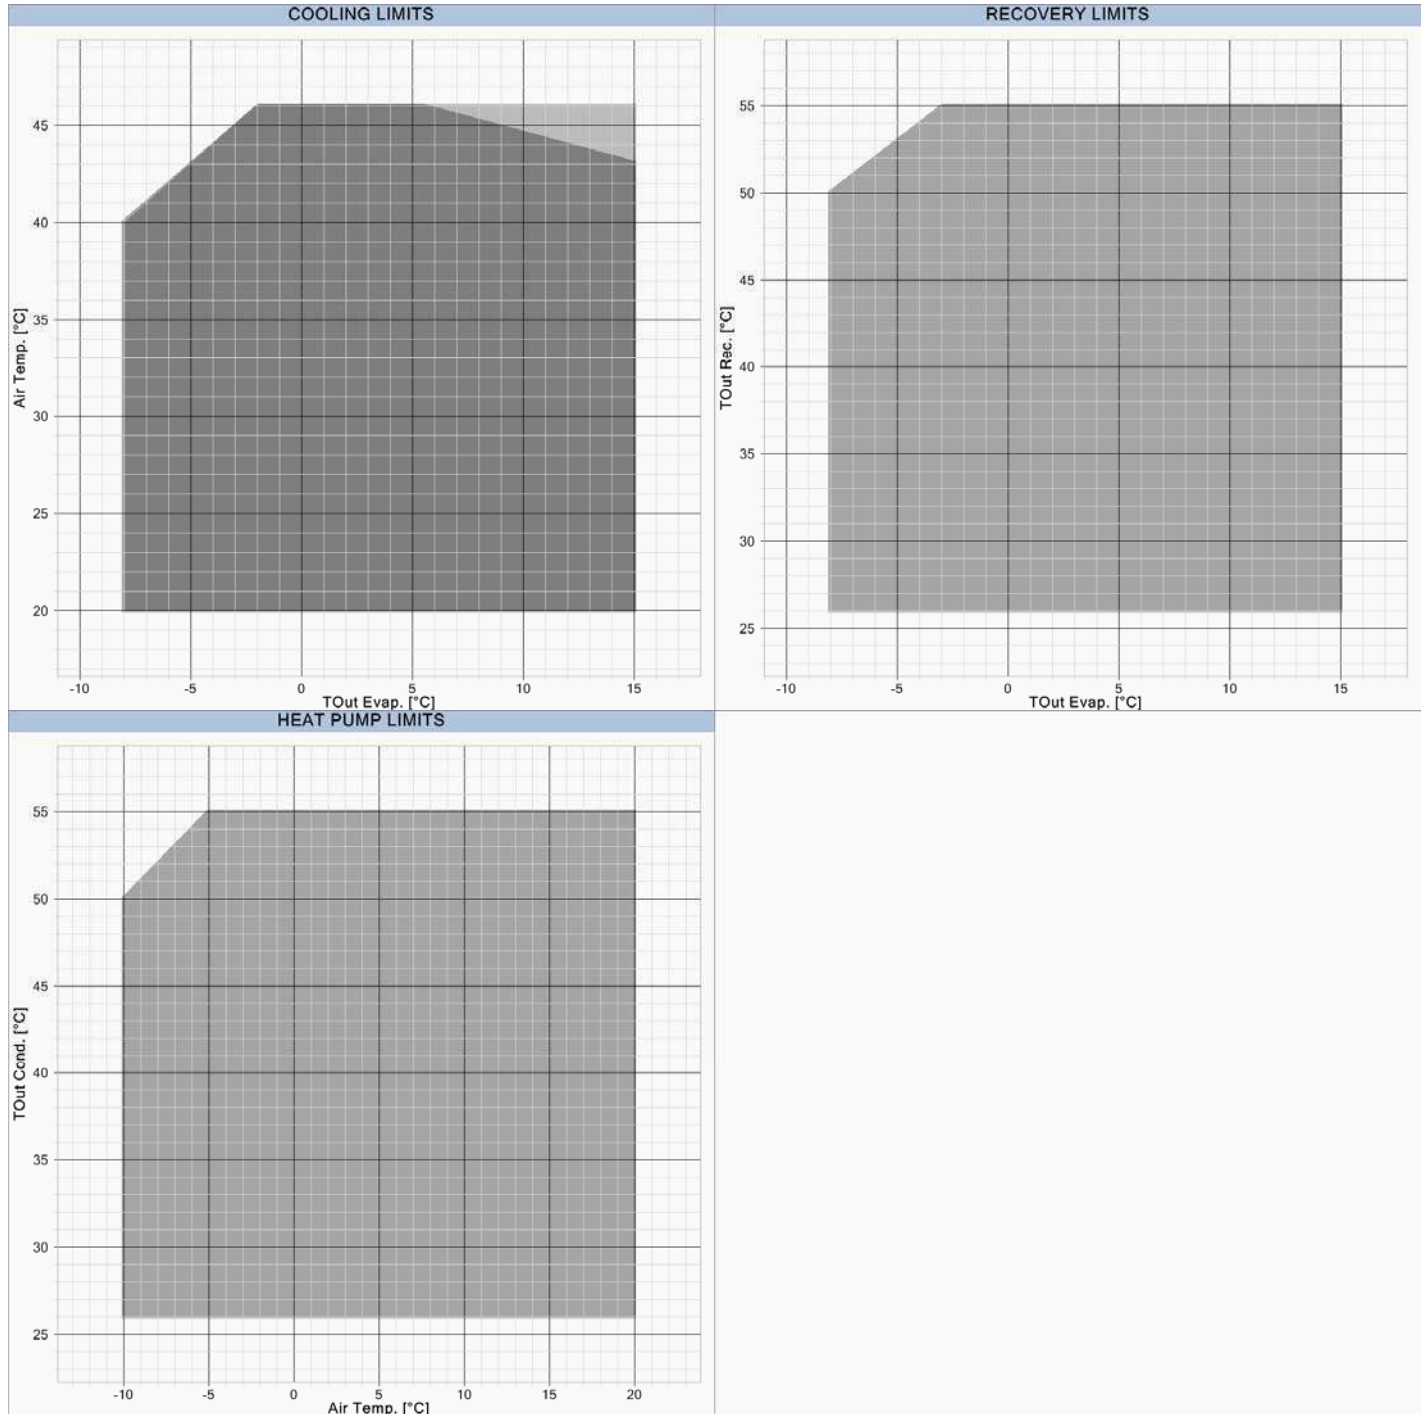 COOLING LIMITS
45
40
35
30
25
20
Air Temp. [°C]
-10 -5 0 5 10 15
TOut Evap. [°C]
RECOVERY LIMITS
55
50
45
40
35
30
25
TOut Rec. [°C]
-10 -5 0 5 10 15
TOut Evap. [°C]
HEAT PUMP LIMITS
55
50
45
40
35
30
25
TOut Cond. [°C]
-10 -5 0 5 10 15 20
Air Temp. [°C]